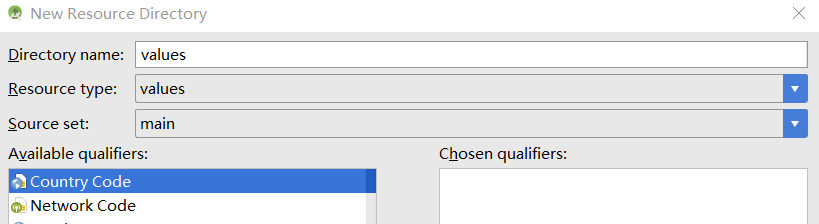 New Resource Directory
Directory name: values
Resource type: values
Source set: main
Available qualifiers: Chosen qualifiers:
Country Code
Network Code